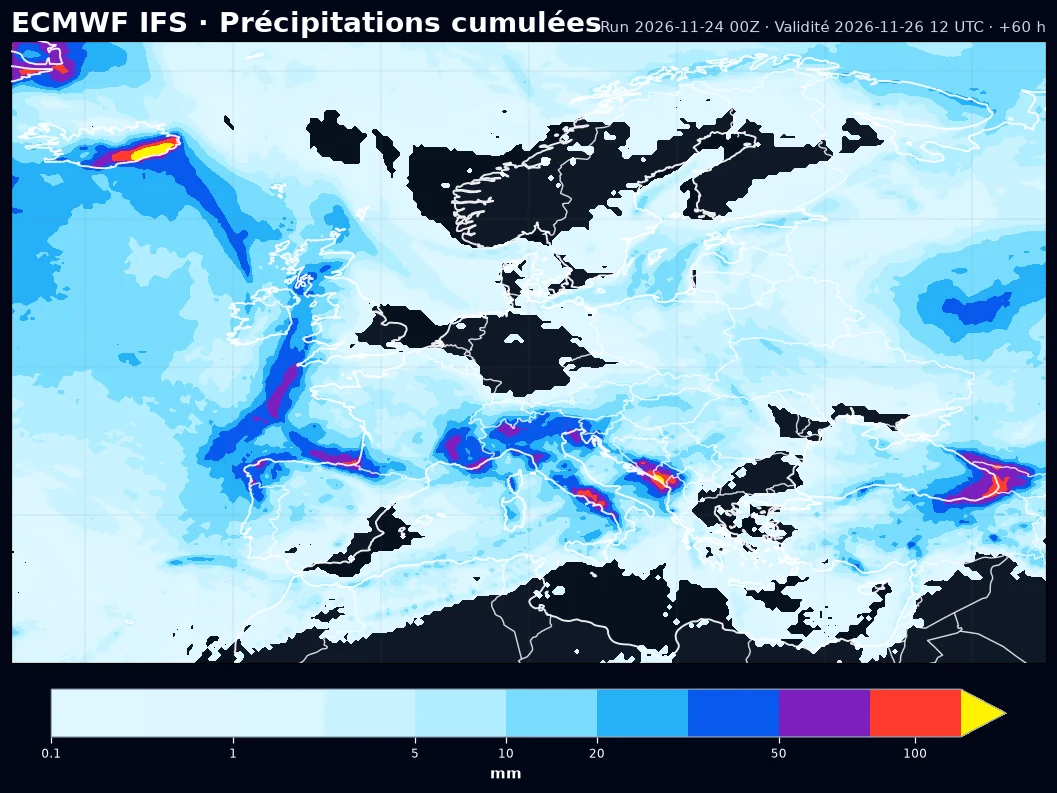 ECMWF IFS · Précipitations cumulées
Run 2026-11-24 00Z · Validité 2026-11-26 12 UTC · +60 h
0.1 1 5 10 20 50 100
mm